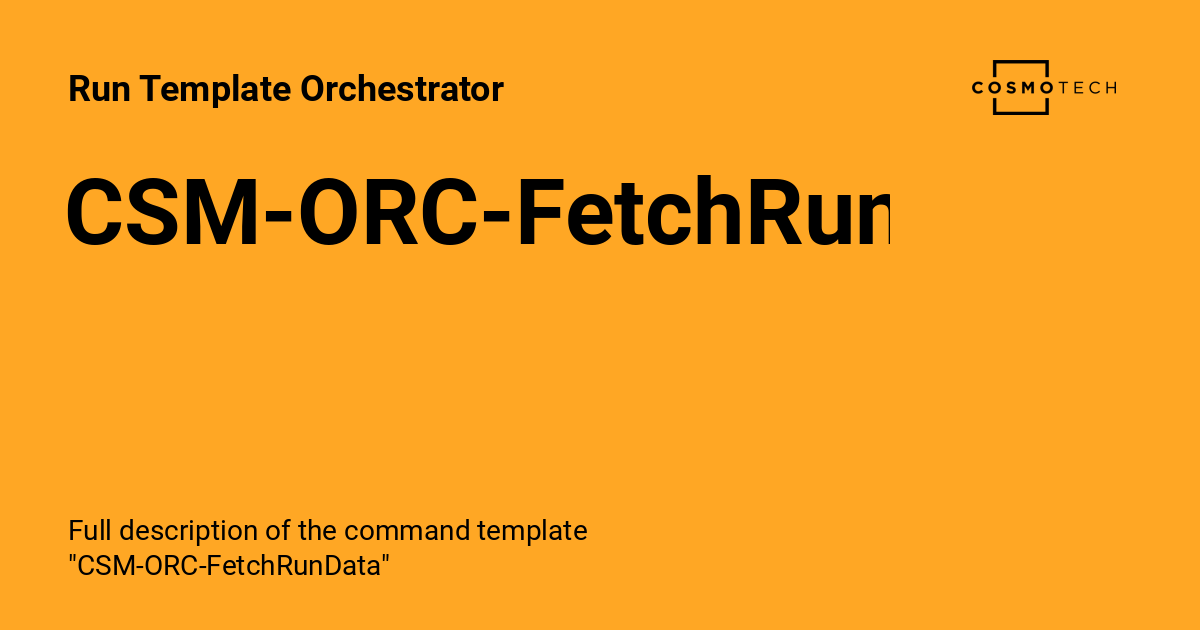 Run Template Orchestrator
COSMOTECH
CSM-ORC-FetchRun
Full description of the command template
"CSM-ORC-FetchRunData"